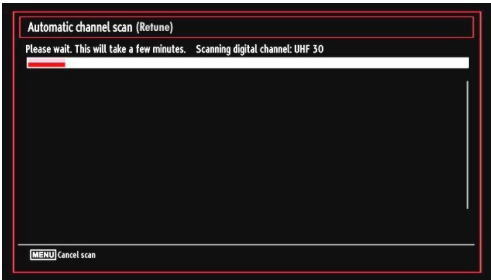 Automatic channel scan (Retune)
Please wait. This will take a few minutes. Scanning digital channel: UHF 30
MENU Cancel scan